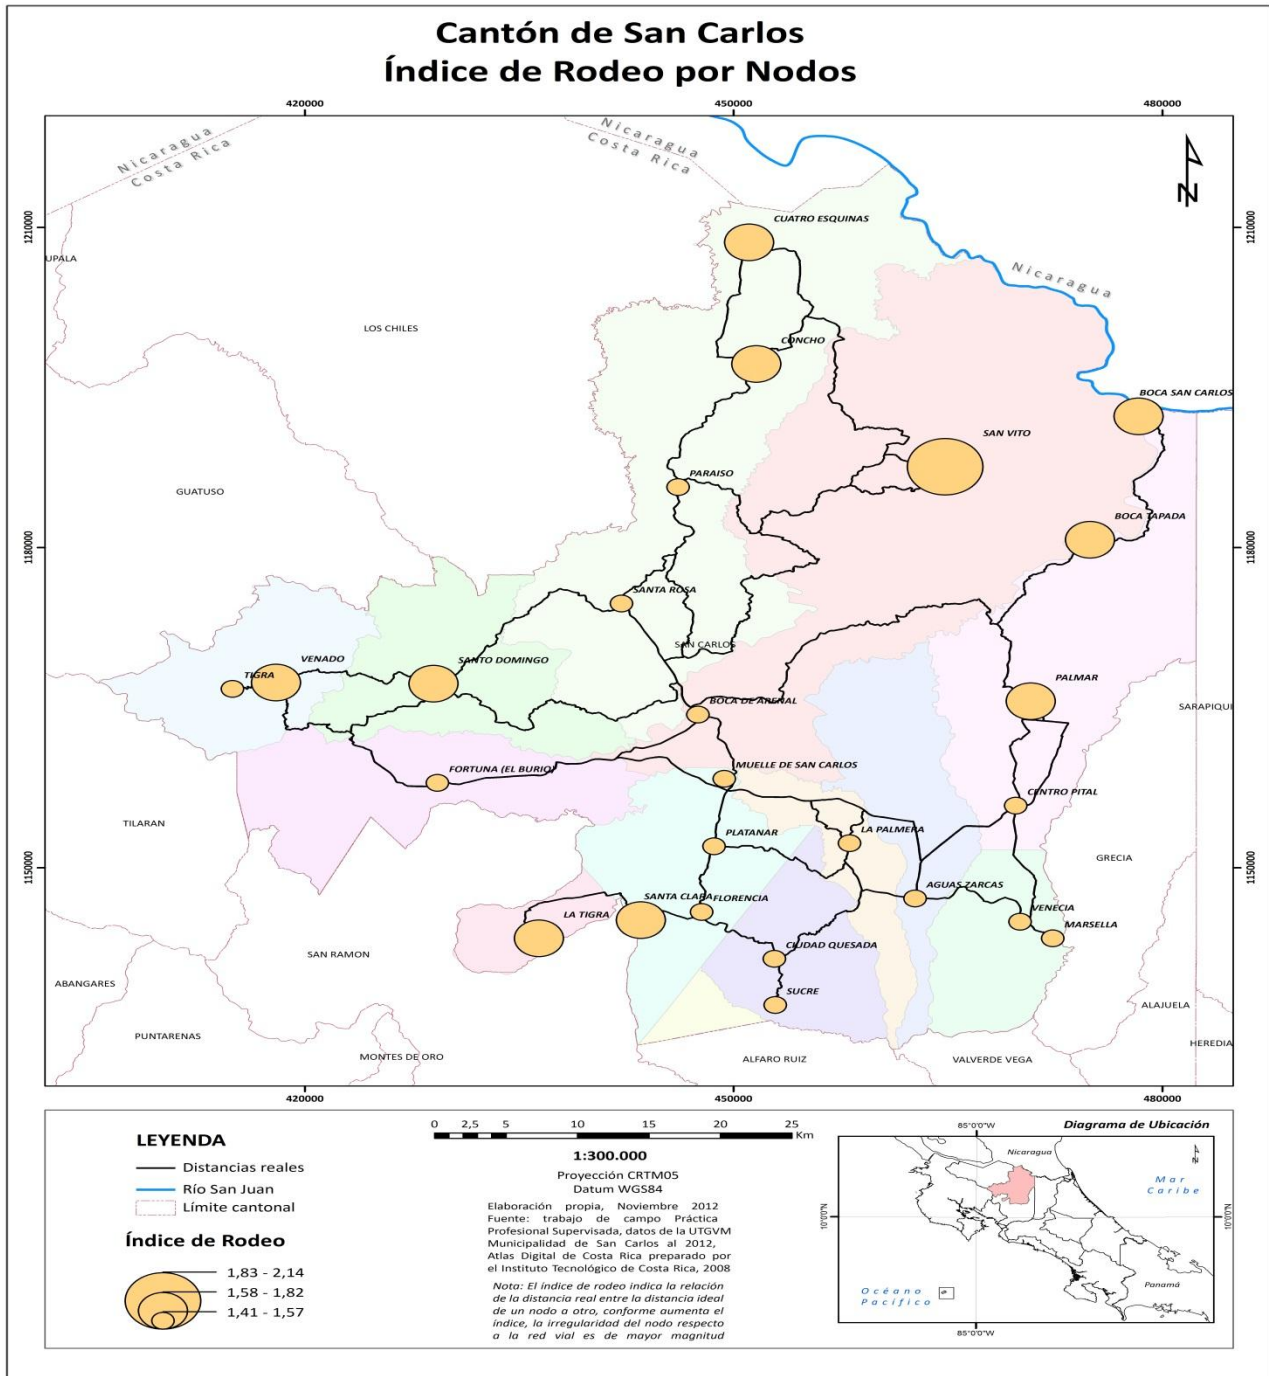 Cantón de San Carlos
Índice de Rodeo por Nodos
420000
450000
480000
Nicaragua
Costa Rica
Nicaragua
Costa Rica
1210000
1210000
CUATRO ESQUINAS
UPALA
Nicaragua
N
LOS CHILES
CONCHO
BOCA SAN CARLOS
SAN VITO
PARAISO
GUATUSO
BOCA TAPADA
1180000
1180000
SANTA ROSA
SAN CARLOS
VENADO
SANTO DOMINGO
TIGRA
PALMAR
BOCA DE ARENAL
SARAPIQUI
FORTUNA (EL BURIO)
MUELLE DE SAN CARLOS
CENTRO PITAL
TILARAN
PLATANAR
LA PALMERA
GRECIA
1150000
1150000
SANTA CLARA
FLORENCIA
AGUAS ZARCAS
LA TIGRA
VENECIA
MARSELLA
SAN RAMON
CIUDAD QUESADA
ABANGARES
SUCRE
ALAJUELA
PUNTARENAS
HEREDIA
MONTES DE ORO
ALFARO RUIZ
VALVERDE VEGA
420000
450000
480000
LEYENDA
Distancias reales
Río San Juan
Límite cantonal
Índice de Rodeo
1,83 - 2,14
1,58 - 1,82
1,41 - 1,57
0 2,5 5 10 15 20 25
Km
1:300.000
Proyección CRTM05
Datum WGS84
Elaboración propia, Noviembre 2012
Fuente: trabajo de campo Práctica
Profesional Supervisada, datos de la UTGVM
Municipalidad de San Carlos al 2012,
Atlas Digital de Costa Rica preparado por
el Instituto Tecnológico de Costa Rica, 2008
Nota: El índice de rodeo indica la relación
de la distancia real entre la distancia ideal
de un nodo a otro, conforme aumenta el
índice, la irregularidad del nodo respecto
a la red vial es de mayor magnitud
Diagrama de Ubicación
85°0'0"W
Nicaragua
N
Mar
Caribe
10°0'0"N
10°0'0"N
Océano
Pacífico
Panamá
85°0'0"W